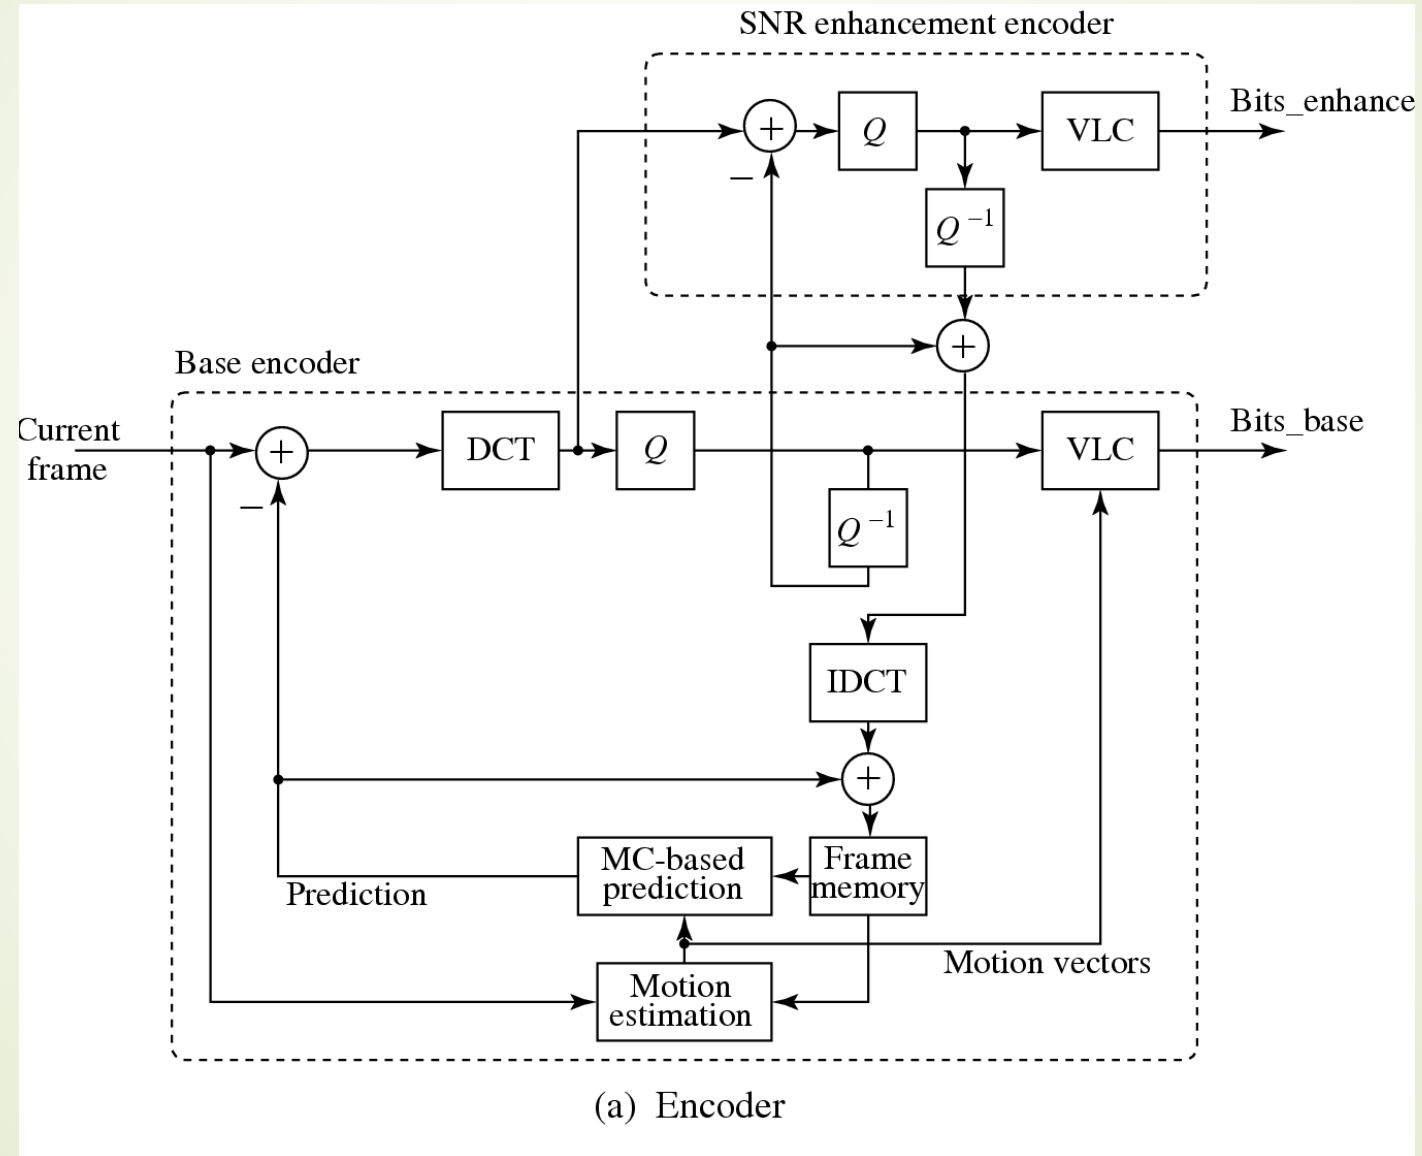 SNR enhancement encoder
+
Q
VLC
Bits_enhance
−
Q −1
+
Base encoder
Current
frame
+
DCT
Q
VLC
Bits_base
−
Q −1
IDCT
+
MC-based
prediction
Frame
memory
Prediction
Motion vectors
Motion
estimation
(a) Encoder